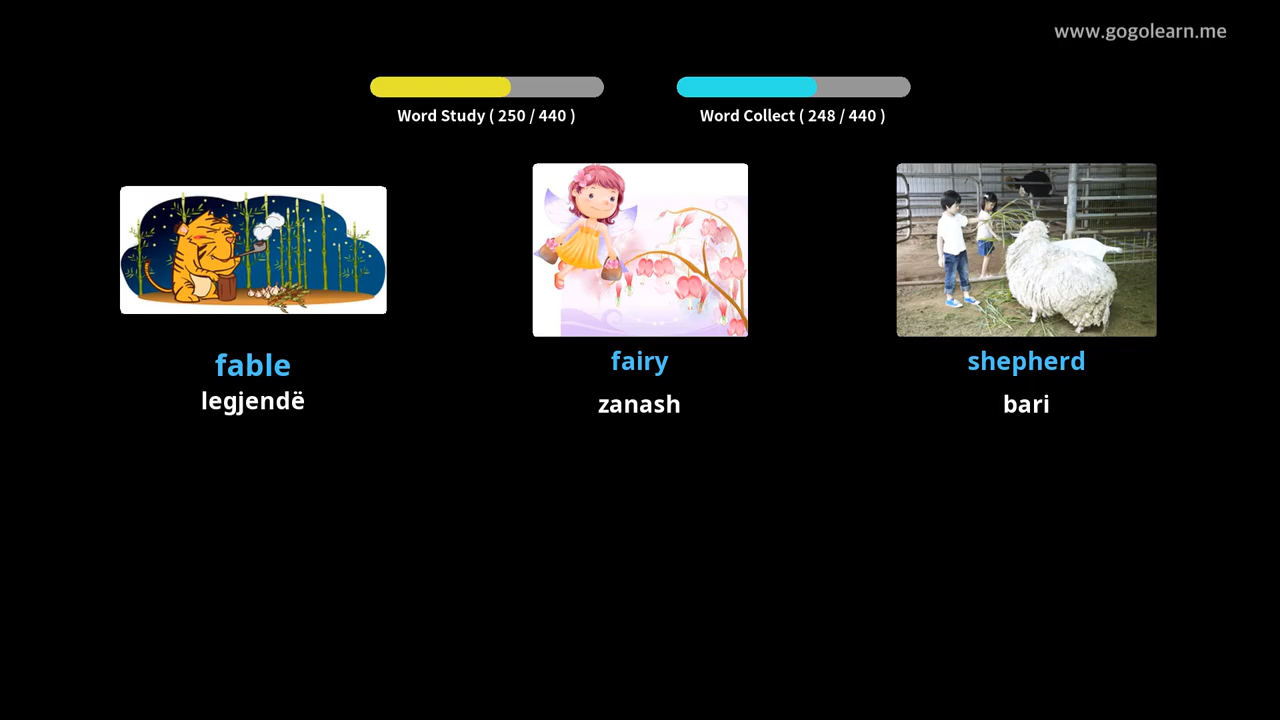 www.gogolearn.me
Word Study ( 250 / 440 )
Word Collect ( 248 / 440 )
fable
legjendë
fairy
zanash
shepherd
bari